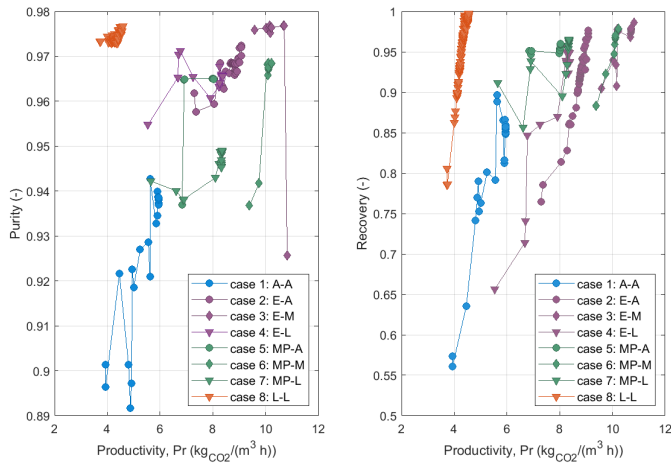 0.98
0.97
0.96
0.95
0.94
0.93
0.92
0.91
0.9
0.89
Purity (-)
2 4 6 8 10 12
Productivity, Pr (kg_CO2/(m³ h))
case 1: A-A
case 2: E-A
case 3: E-M
case 4: E-L
case 5: MP-A
case 6: MP-M
case 7: MP-L
case 8: L-L
1
0.95
0.9
0.85
0.8
0.75
0.7
0.65
0.6
0.55
0.5
Recovery (-)
2 4 6 8 10 12
Productivity, Pr (kg_CO2/(m³ h))
case 1: A-A
case 2: E-A
case 3: E-M
case 4: E-L
case 5: MP-A
case 6: MP-M
case 7: MP-L
case 8: L-L